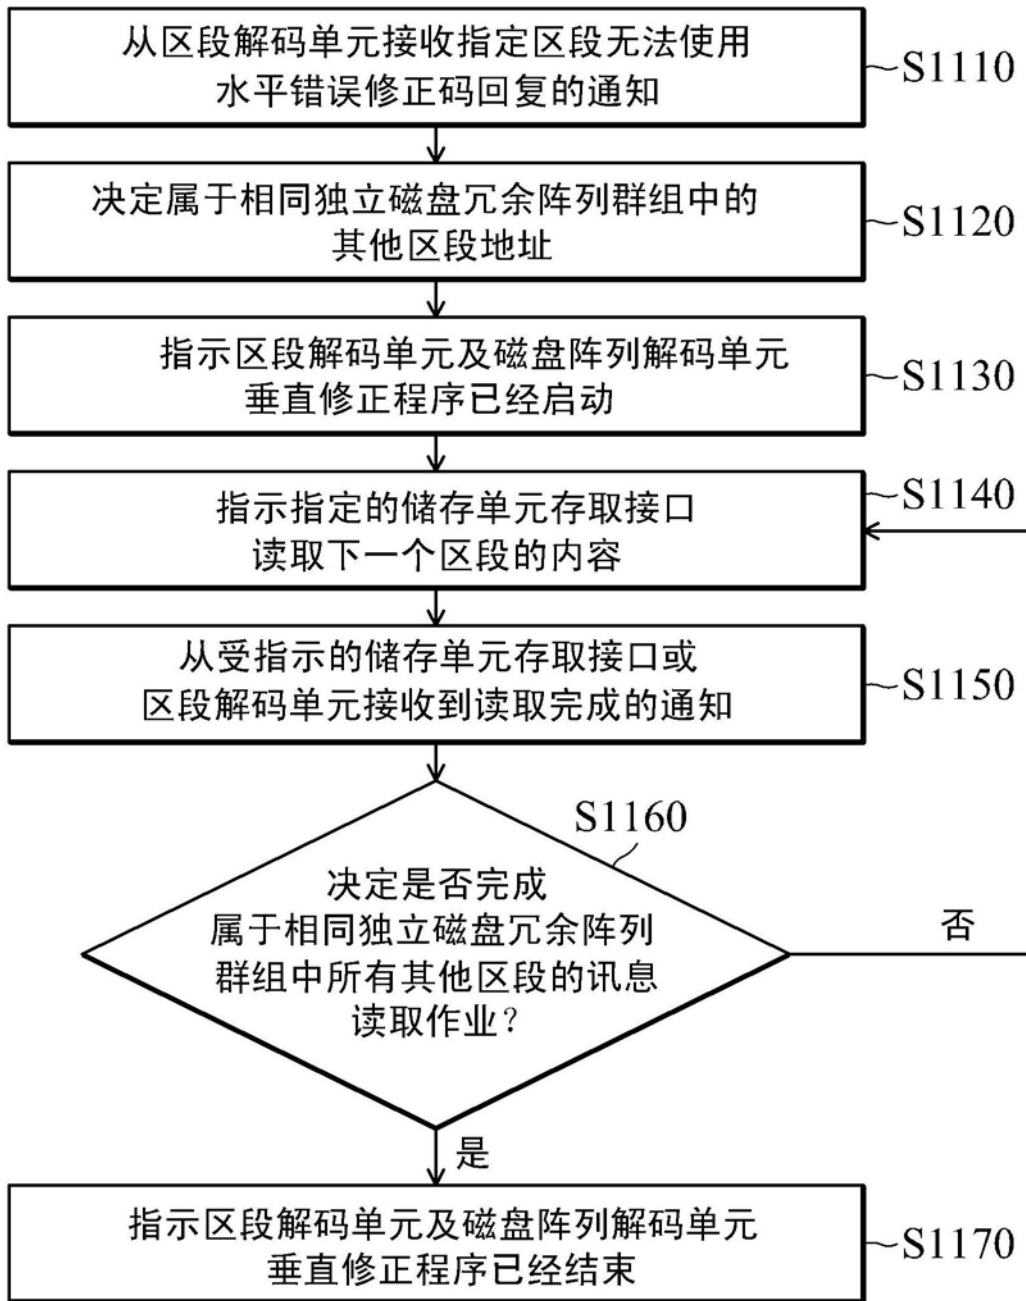 从区段解码单元接收指定区段无法使用
水平错误修正码回复的通知
S1110
决定属于相同独立磁盘冗余阵列群组中的
其他区段地址
S1120
指示区段解码单元及磁盘阵列解码单元
垂直修正程序已经启动
S1130
指示指定的储存单元存取接口
读取下一个区段的内容
S1140
从受指示的储存单元存取接口或
区段解码单元接收到读取完成的通知
S1150
S1160
决定是否完成
属于相同独立磁盘冗余阵列
群组中所有其他区段的讯息
读取作业？
否
是
指示区段解码单元及磁盘阵列解码单元
垂直修正程序已经结束
S1170